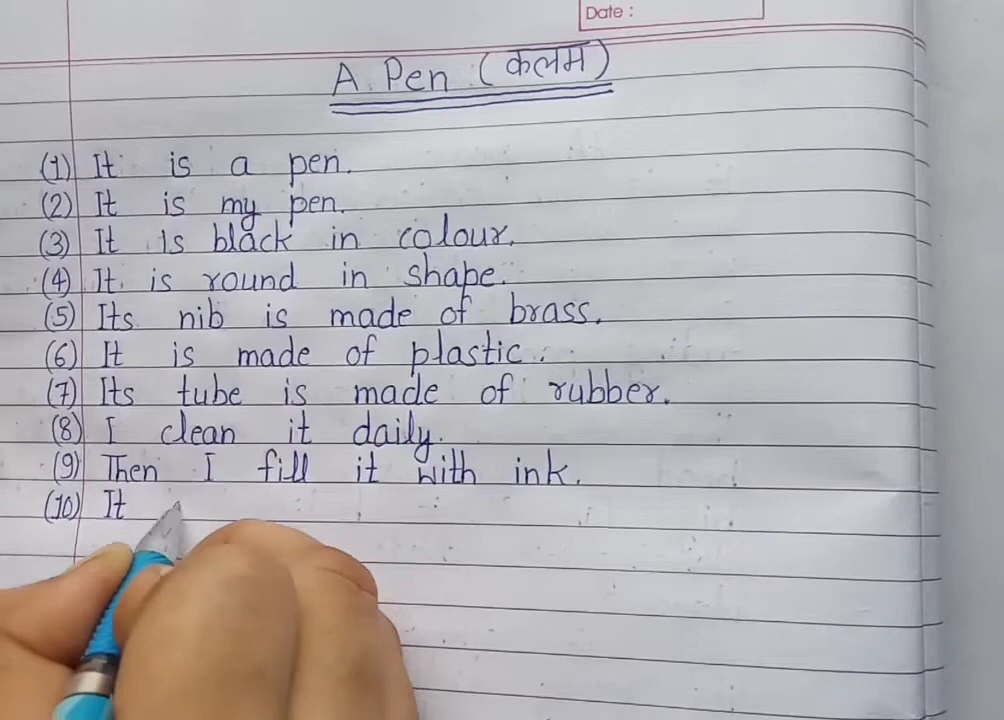 Date :
A Pen (कलम)
(1) It is a pen.
(2) It is my pen.
(3) It is black in colour.
(4) It is round in shape.
(5) Its nib is made of brass.
(6) It is made of plastic.
(7) Its tube is made of rubber.
(8) I clean it daily.
(9) Then I fill it with ink.
(10) It